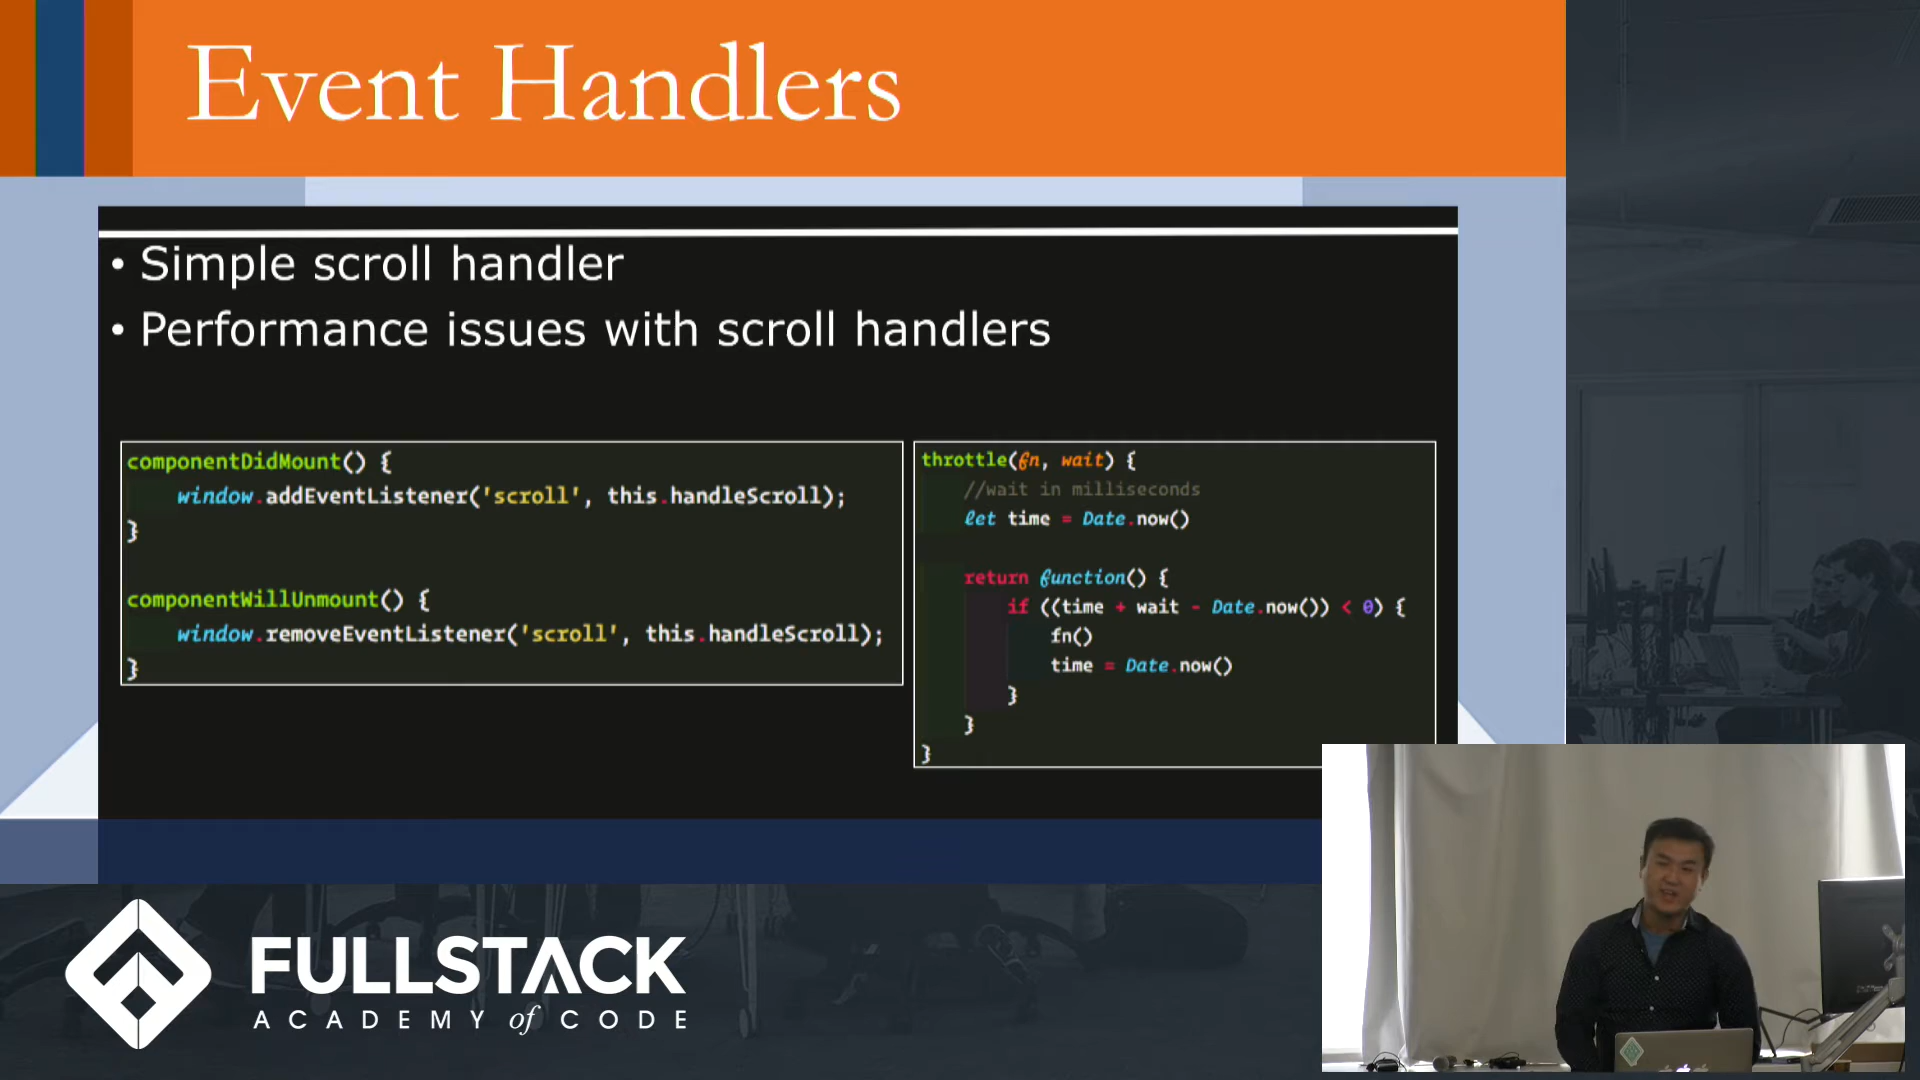 Event Handlers
• Simple scroll handler
• Performance issues with scroll handlers
componentDidMount() {
window.addEventListener('scroll', this.handleScroll);
}
componentWillUnmount() {
window.removeEventListener('scroll', this.handleScroll);
}
throttle(fn, wait) {
//wait in milliseconds
let time = Date.now()
return function() {
if ((time + wait - Date.now()) < 0) {
fn()
time = Date.now()
}
}
}
FULLSTACK
ACADEMY of CODE